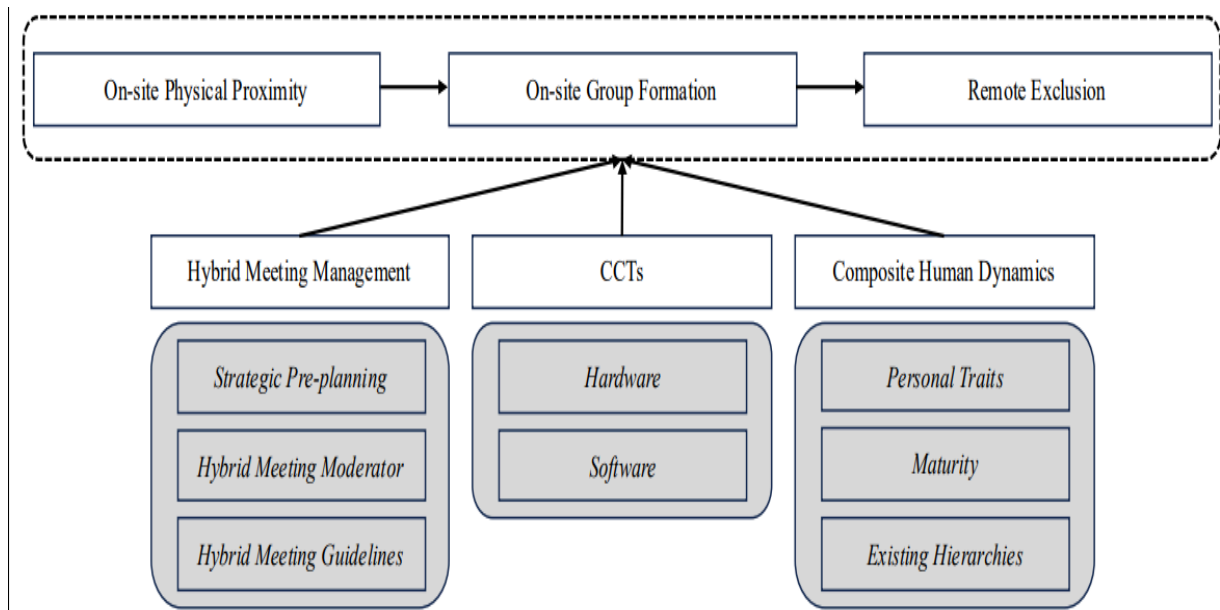 On-site Physical Proximity
On-site Group Formation
Remote Exclusion
Hybrid Meeting Management
CCTs
Composite Human Dynamics
Strategic Pre-planning
Hybrid Meeting Moderator
Hybrid Meeting Guidelines
Hardware
Software
Personal Traits
Maturity
Existing Hierarchies